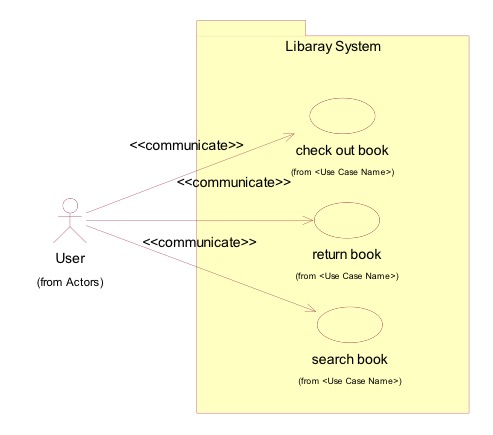 Libaray System
<<communicate>>
check out book
(from <Use Case Name>)
<<communicate>>
<<communicate>>
User
(from Actors)
return book
(from <Use Case Name>)
search book
(from <Use Case Name>)